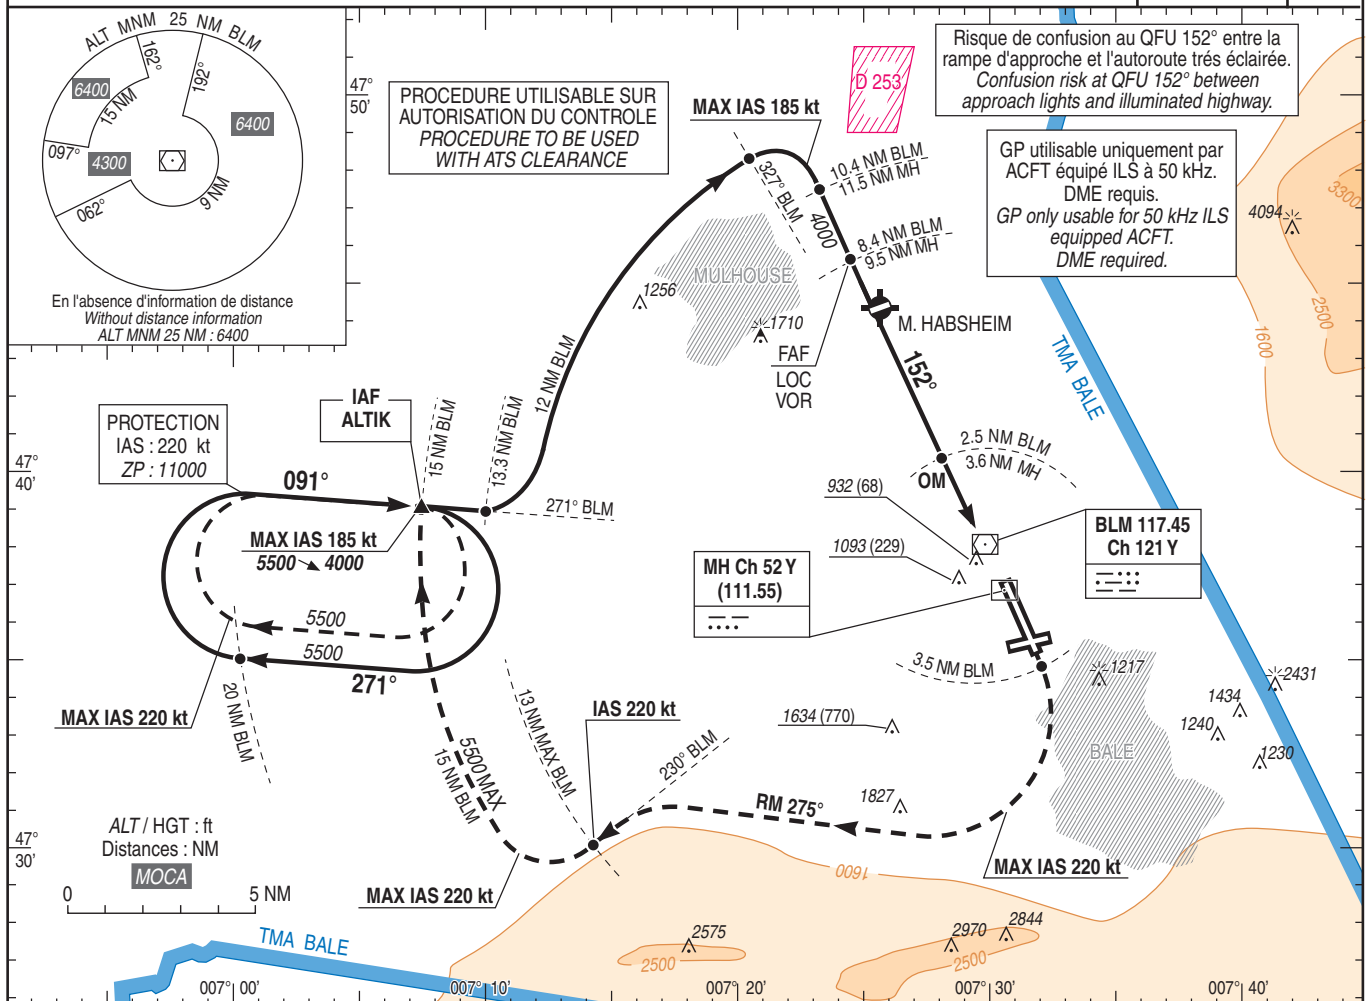 ALT MNM 25 NM BLM
162°
192°
6400
15 NM
6400
097°
4300
062°
9 NM
En l'absence d'information de distance
Without distance information
ALT MNM 25 NM : 6400
47°
50'
PROCEDURE UTILISABLE SUR
AUTORISATION DU CONTROLE
PROCEDURE TO BE USED
WITH ATS CLEARANCE
MAX IAS 185 kt
D 253
Risque de confusion au QFU 152° entre la
rampe d'approche et l'autoroute trés éclairée.
Confusion risk at QFU 152° between
approach lights and illuminated highway.
GP utilisable uniquement par
ACFT équipé ILS à 50 kHz.
DME requis.
GP only usable for 50 kHz ILS
equipped ACFT.
DME required.
3300
4094
2500
1600
327° BLM
10.4 NM BLM
11.5 NM MH
4000
8.4 NM BLM
9.5 NM MH
MULHOUSE
1256
1710
M. HABSHEIM
FAF
LOC
VOR
152°
TMA BALE
12 NM BLM
IAF
ALTIK
PROTECTION
IAS : 220 kt
ZP : 11000
15 NM BLM
13.3 NM BLM
47°
40'
091°
271° BLM
MAX IAS 185 kt
5500 ↘ 4000
2.5 NM BLM
3.6 NM MH
OM
932 (68)
1093 (229)
BLM 117.45
Ch 121 Y
MH Ch 52 Y
(111.55)
5500
5500
271°
3.5 NM BLM
1217
2431
1434
1240
1230
MAX IAS 220 kt
20 NM BLM
13 NM MAX BLM
IAS 220 kt
1634 (770)
BALE
5500 MAX
15 NM BLM
230° BLM
1827
RM 275°
ALT / HGT : ft
Distances : NM
MOCA
0 5 NM
47°
30'
MAX IAS 220 kt
MAX IAS 220 kt
1600
TMA BALE
2575
2500
2970
2844
2500
007° 00'
007° 10'
007° 20'
007° 30'
007° 40'